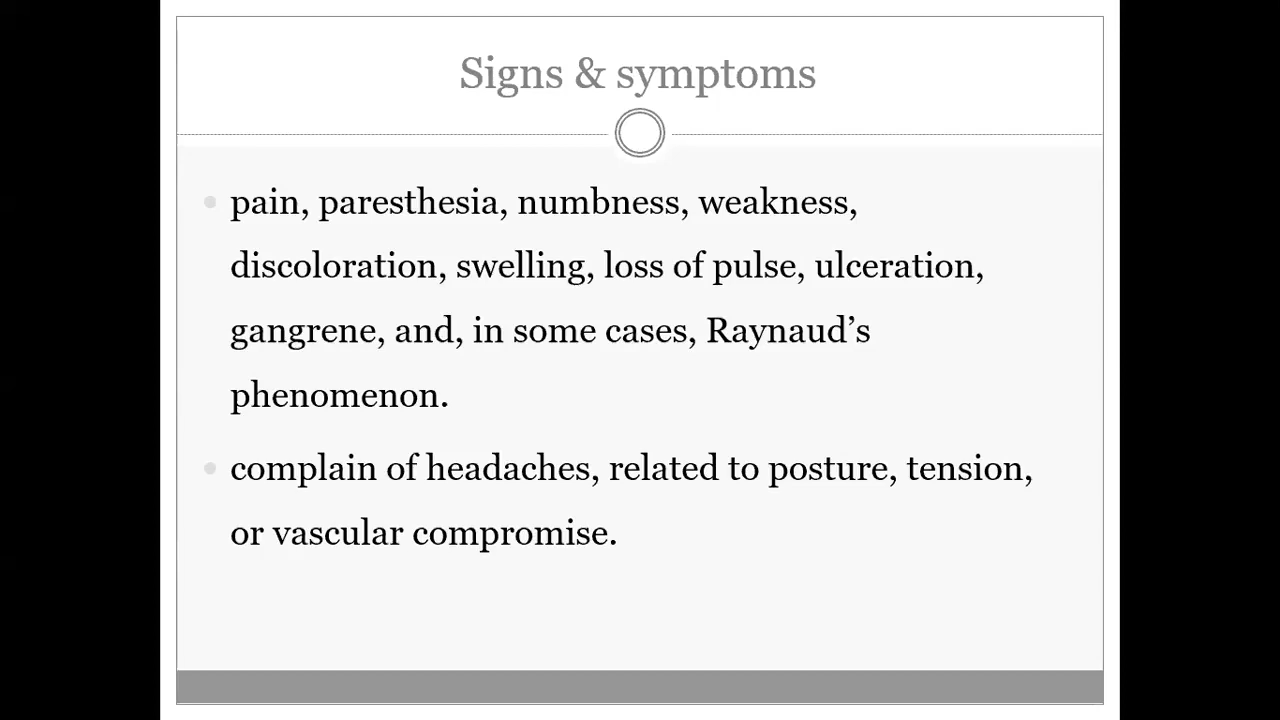 Signs & symptoms
pain, paresthesia, numbness, weakness,
discoloration, swelling, loss of pulse, ulceration,
gangrene, and, in some cases, Raynaud’s
phenomenon.
complain of headaches, related to posture, tension,
or vascular compromise.